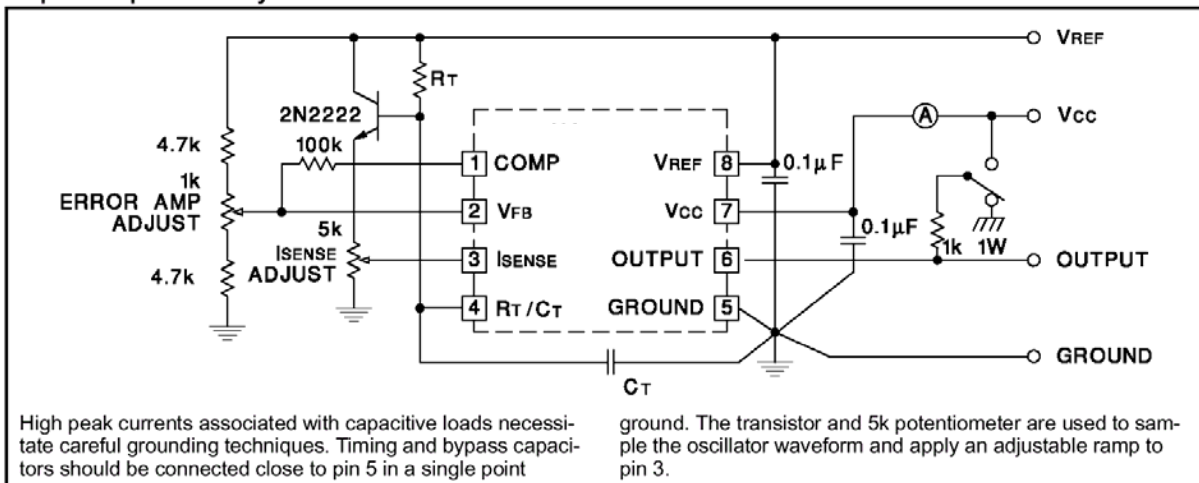 VREF
RT
VCC
A
2N2222
4.7k
100k
1 COMP
VREF 8
0.1µF
1k
ERROR AMP
ADJUST
2 VFB
VCC 7
0.1µF
5k
ISENSE
ADJUST
3 ISENSE
OUTPUT 6
1k
1W
OUTPUT
4.7k
4 RT/CT
GROUND 5
GROUND
CT
High peak currents associated with capacitive loads necessi-
tate careful grounding techniques. Timing and bypass capaci-
tors should be connected close to pin 5 in a single point
ground. The transistor and 5k potentiometer are used to sam-
ple the oscillator waveform and apply an adjustable ramp to
pin 3.